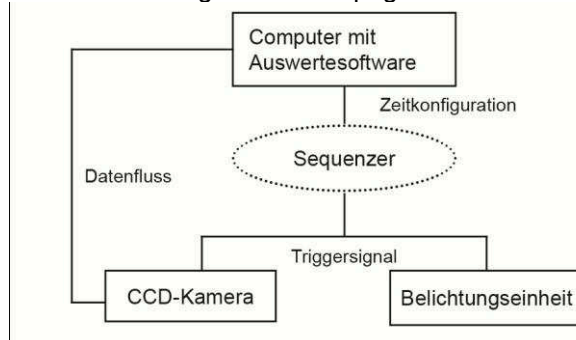 Computer mit
Auswertesoftware
Zeitkonfiguration
Sequenzer
Datenfluss
Triggersignal
CCD-Kamera
Belichtungseinheit